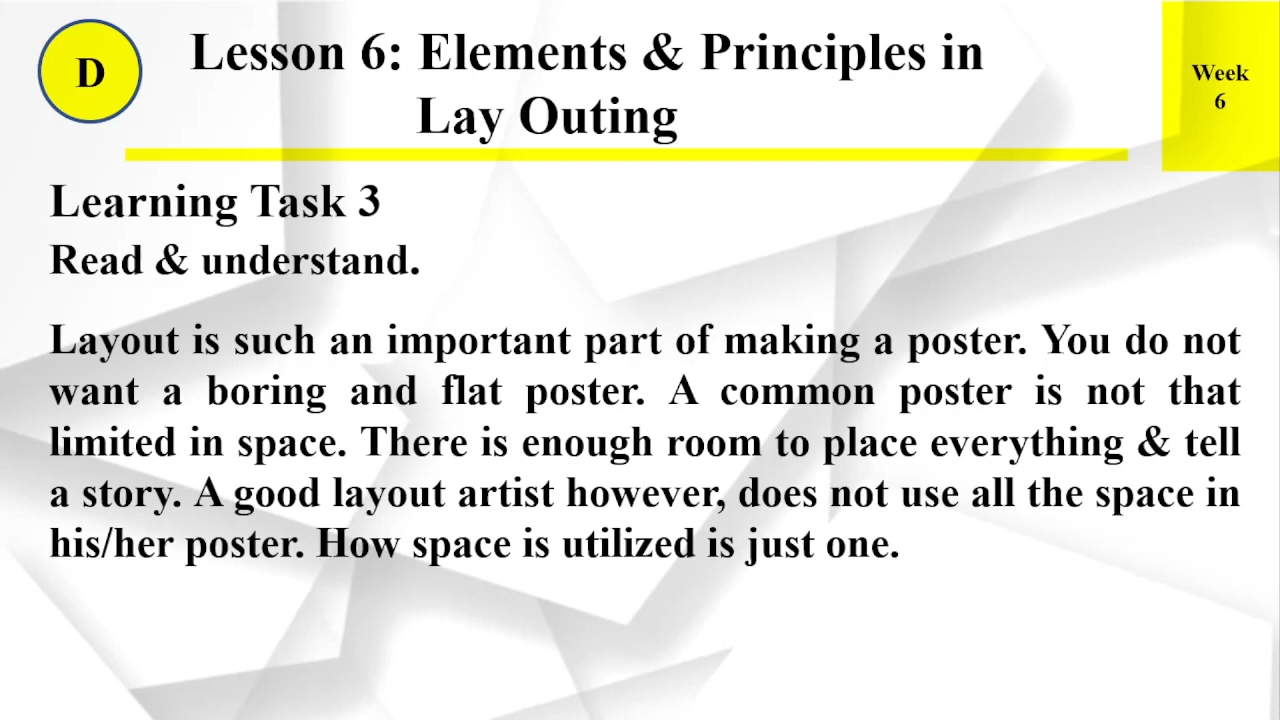 D
Lesson 6: Elements & Principles in
Lay Outing
Week
6
Learning Task 3
Read & understand.
Layout is such an important part of making a poster. You do not
want a boring and flat poster. A common poster is not that
limited in space. There is enough room to place everything & tell
a story. A good layout artist however, does not use all the space in
his/her poster. How space is utilized is just one.